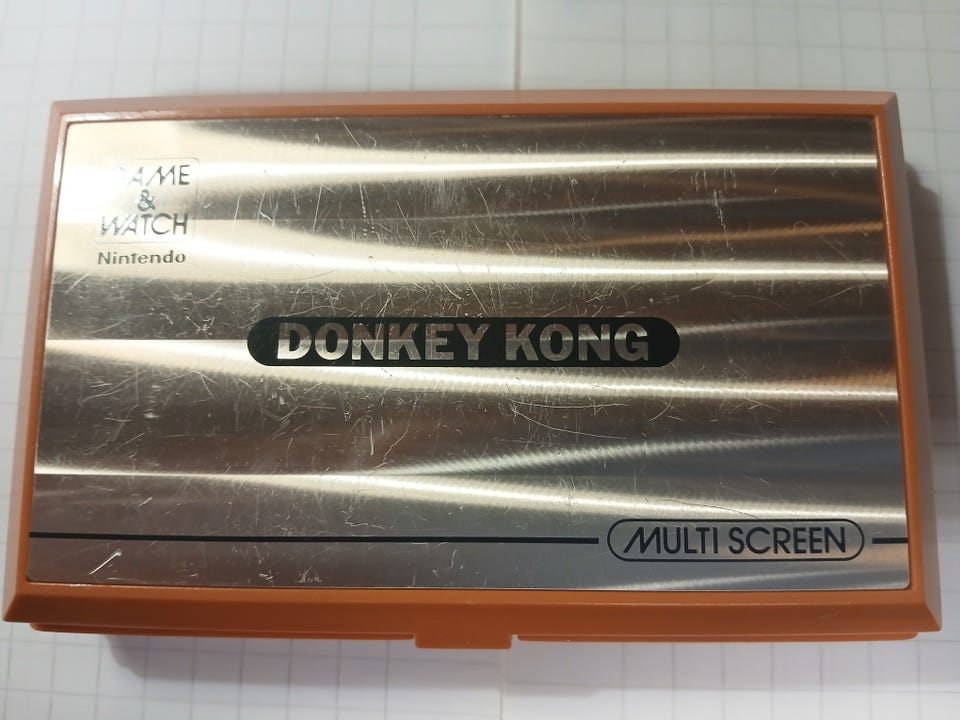 GAME
&
WATCH
Nintendo
DONKEY KONG
MULTI SCREEN